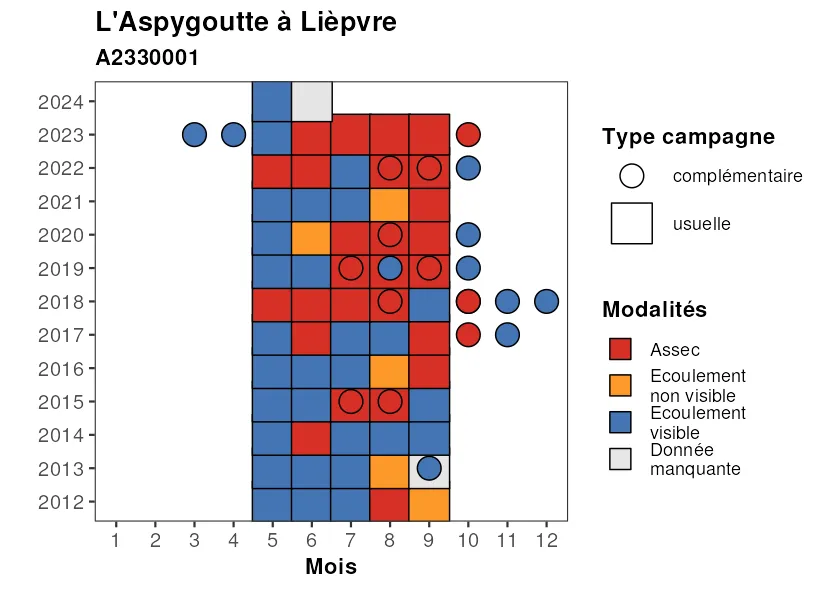 L'Aspygoutte à Lièpvre
A2330001
2024
2023
2022
2021
2020
2019
2018
2017
2016
2015
2014
2013
2012
1 2 3 4 5 6 7 8 9 10 11 12
Mois
Type campagne
complémentaire
usuelle
Modalités
Assec
Ecoulement
non visible
Ecoulement
visible
Donnée
manquante